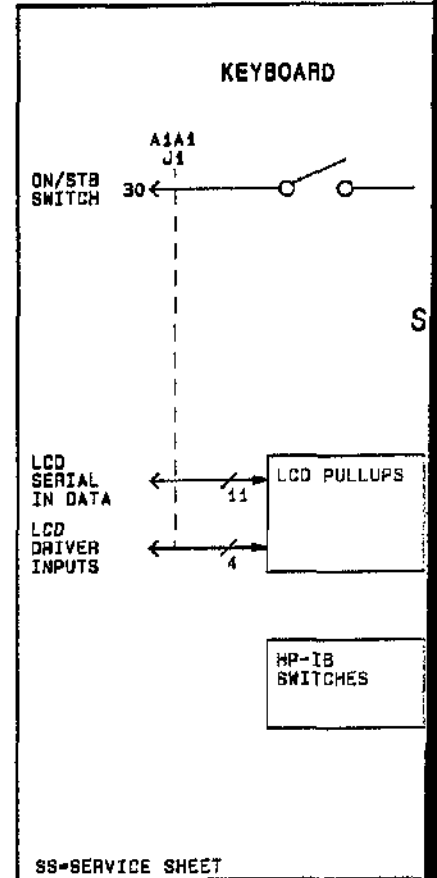 KEYBOARD
A1A1
J1
ON/STB
SWITCH
30
S
LCD
SERIAL
IN DATA
11
LCD PULLUPS
LCD
DRIVER
INPUTS
4
HP-IB
SWITCHES
SS=SERVICE SHEET